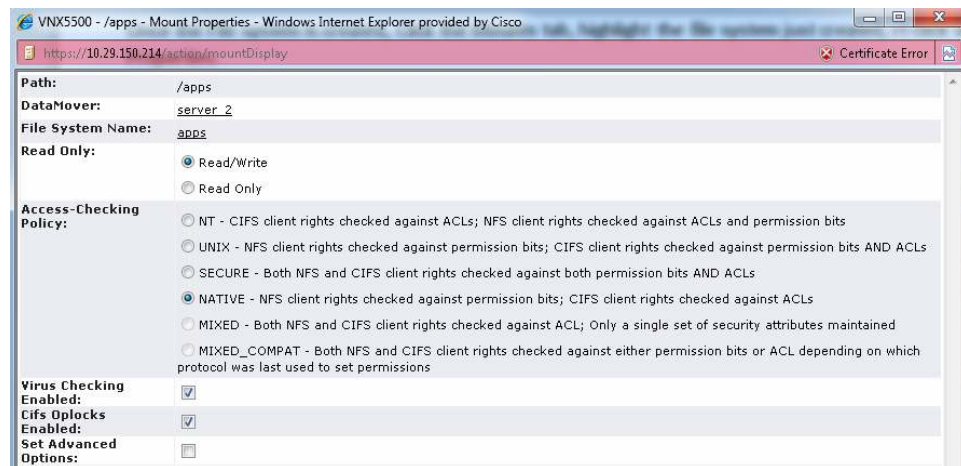 VNX5500 - /apps - Mount Properties - Windows Internet Explorer provided by Cisco
https://10.29.150.214/action/mountDisplay
Certificate Error
Path:
/apps
DataMover:
server_2
File System Name:
apps
Read Only:
Read/Write
Read Only
Access-Checking
Policy:
NT - CIFS client rights checked against ACLs; NFS client rights checked against ACLs and permission bits
UNIX - NFS client rights checked against permission bits; CIFS client rights checked against permission bits AND ACLs
SECURE - Both NFS and CIFS client rights checked against both permission bits AND ACLs
NATIVE - NFS client rights checked against permission bits; CIFS client rights checked against ACLs
MIXED - Both NFS and CIFS client rights checked against ACL; Only a single set of security attributes maintained
MIXED_COMPAT - Both NFS and CIFS client rights checked against either permission bits or ACL depending on which
protocol was last used to set permissions
Virus Checking
Enabled:
Cifs Oplocks
Enabled:
Set Advanced
Options: